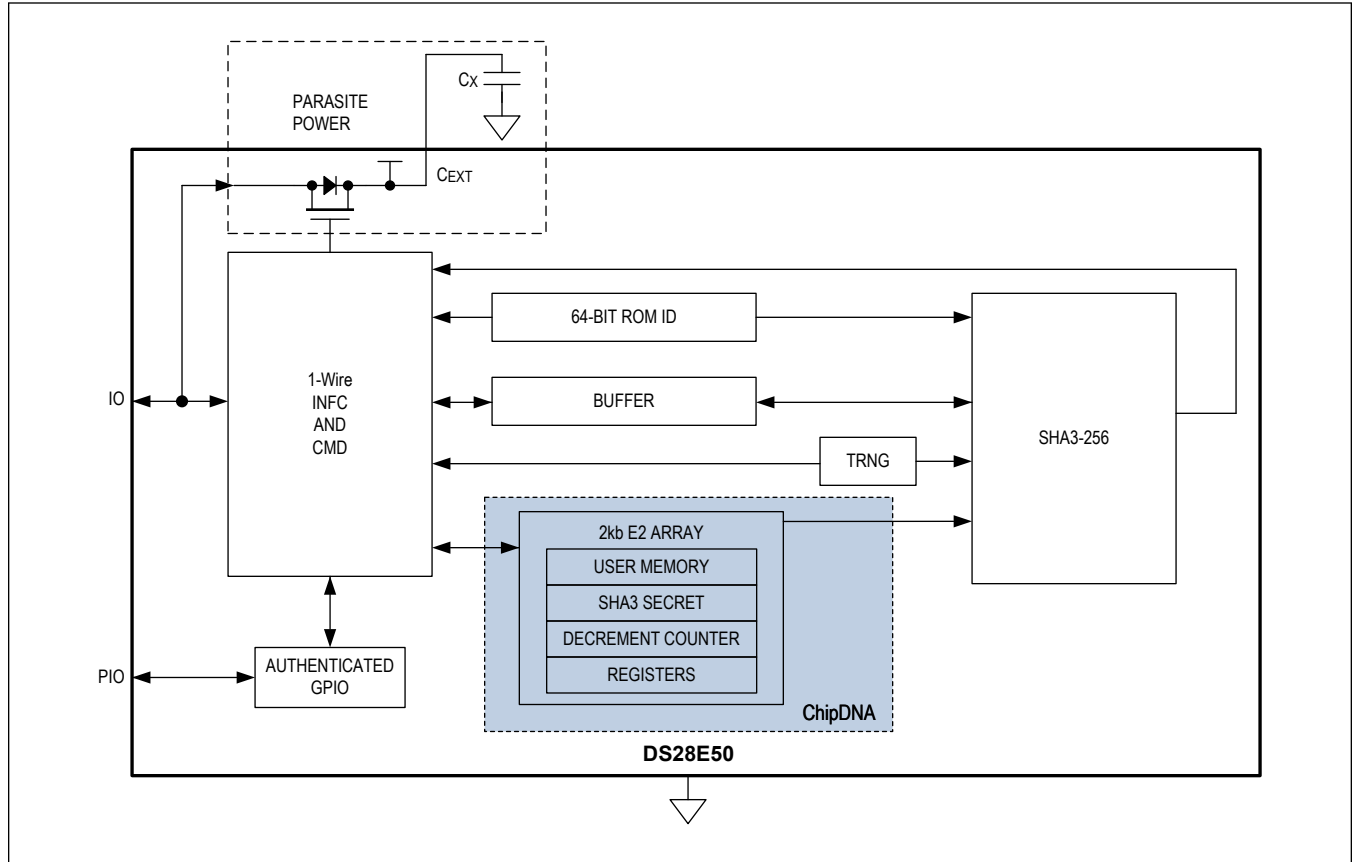 CX
PARASITE
POWER
CEXT
64-BIT ROM ID
1-Wire
INFC
AND
CMD
IO
BUFFER
SHA3-256
TRNG
2kb E2 ARRAY
USER MEMORY
SHA3 SECRET
DECREMENT COUNTER
REGISTERS
AUTHENTICATED
GPIO
PIO
ChipDNA
DS28E50